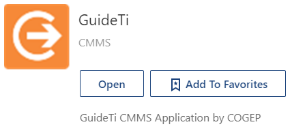 GuideTi
CMMS
Open
Add To Favorites
GuideTi CMMS Application by COGEP